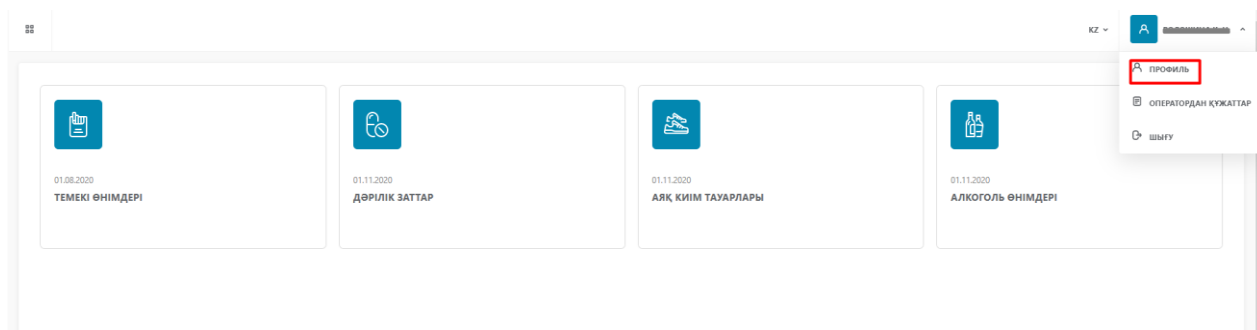 KZ
ПРОФИЛЬ
ОПЕРАТОРДАН ҚҰЖАТТАР
ШЫҒУ
01.08.2020
ТЕМЕКІ ӨНІМДЕРІ
01.11.2020
ДӘРІЛІК ЗАТТАР
01.11.2020
АЯҚ КИІМ ТАУАРЛАРЫ
01.11.2020
АЛКОГОЛЬ ӨНІМДЕРІ